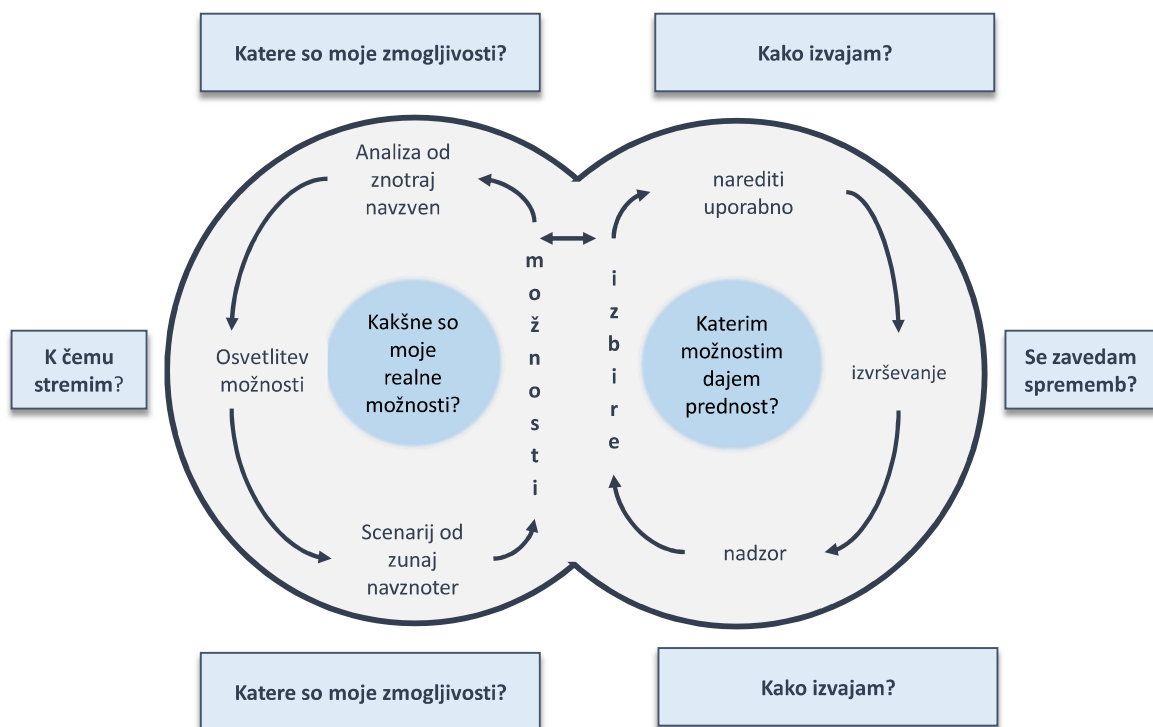 Katere so moje zmogljivosti?
Kako izvajam?
Analiza od
znotraj
navzven
narediti
uporabno
možnosti
izbire
Kakšne so
moje
realne
možnosti?
Katerim
možnostim
dajem
prednost?
K čemu
stremim?
Osvetlitev
možnosti
izvrševanje
Se zavedam
sprememb?
Scenarij od
zunaj
navznoter
nadzor
Katere so moje zmogljivosti?
Kako izvajam?